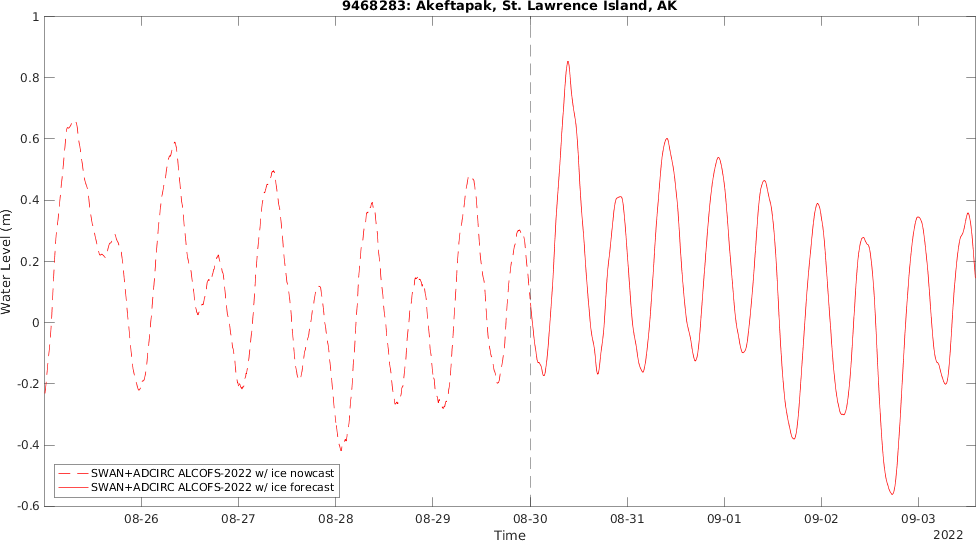 9468283: Akeftapak, St. Lawrence Island, AK
1
0.8
0.6
0.4
0.2
0
-0.2
-0.4
-0.6
Water Level (m)
SWAN+ADCIRC ALCOFS-2022 w/ ice nowcast
SWAN+ADCIRC ALCOFS-2022 w/ ice forecast
08-26 08-27 08-28 08-29 08-30 08-31 09-01 09-02 09-03
Time
2022